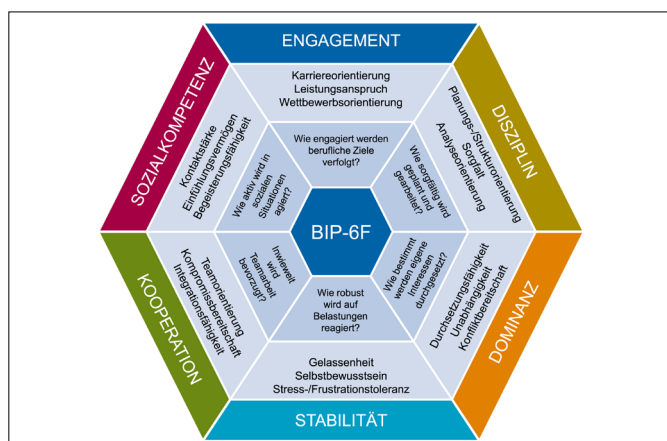 ENGAGEMENT
Karriereorientierung
Leistungsanspruch
Wettbewerbsorientierung
Wie engagiert werden
berufliche Ziele
verfolgt?
DISZIPLIN
Planungs-/Strukturorientierung
Sorgfalt
Analyseorientierung
Wie sorgfältig wird
geplant und
gearbeitet?
DOMINANZ
Durchsetzungsfähigkeit
Unabhängigkeit
Konfliktbereitschaft
Wie bestimmt
werden eigene
Interessen
durchgesetzt?
STABILITÄT
Gelassenheit
Selbstbewusstsein
Stress-/Frustrationstoleranz
Wie robust
wird auf
Belastungen
reagiert?
KOOPERATION
Teamorientierung
Kompromissbereitschaft
Integrationsfähigkeit
Inwieweit
wird
Teamarbeit
bevorzugt?
SOZIALKOMPETENZ
Kontaktstärke
Einfühlungsvermögen
Begeisterungsfähigkeit
Wie aktiv wird in
sozialen
Situationen
agiert?
BIP-6F